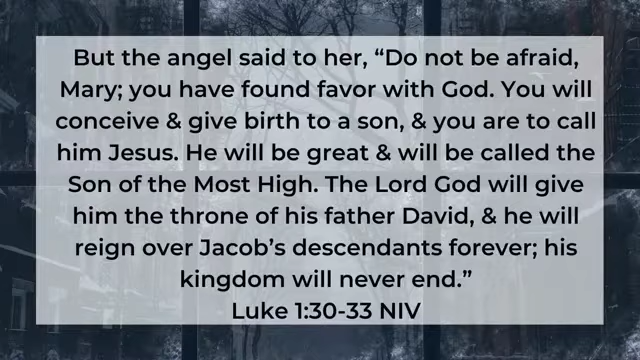 But the angel said to her, “Do not be afraid,
Mary; you have found favor with God. You will
conceive & give birth to a son, & you are to call
him Jesus. He will be great & will be called the
Son of the Most High. The Lord God will give
him the throne of his father David, & he will
reign over Jacob’s descendants forever; his
kingdom will never end.”
Luke 1:30-33 NIV